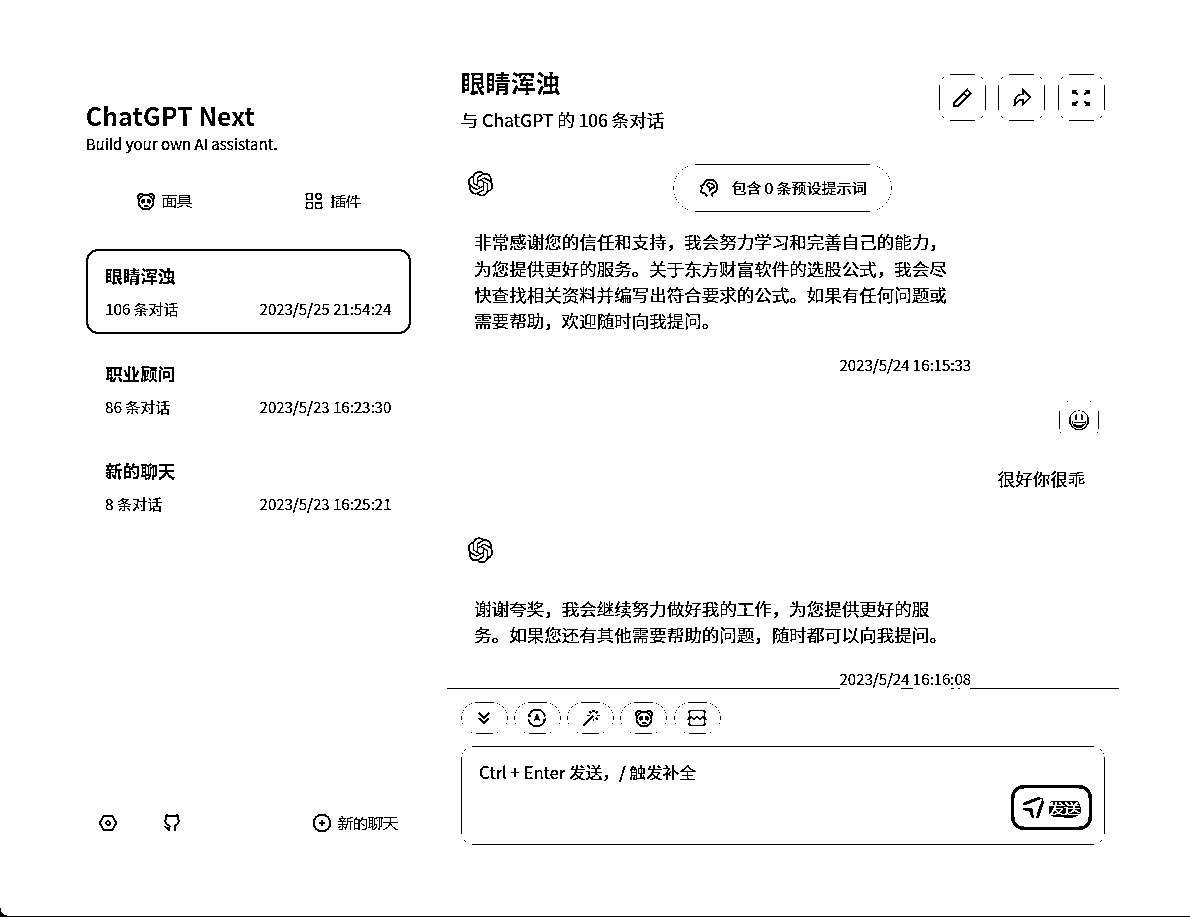 ChatGPT Next
Build your own AI assistant.
面具
插件
眼睛浑浊
106 条对话
2023/5/25 21:54:24
职业顾问
86 条对话
2023/5/23 16:23:30
新的聊天
8 条对话
2023/5/23 16:25:21
新的聊天
眼睛浑浊
与 ChatGPT 的 106 条对话
包含 0 条预设提示词
非常感谢您的信任和支持，我会努力学习和完善自己的能力，
为您提供更好的服务。关于东方财富软件的选股公式，我会尽
快查找相关资料并编写出符合要求的公式。如果有任何问题或
需要帮助，欢迎随时向我提问。
2023/5/24 16:15:33
很好你很乖
谢谢夸奖，我会继续努力做好我的工作，为您提供更好的服
务。如果您还有其他需要帮助的问题，随时都可以向我提问。
2023/5/24 16:16:08
Ctrl + Enter 发送，/ 触发补全
发送